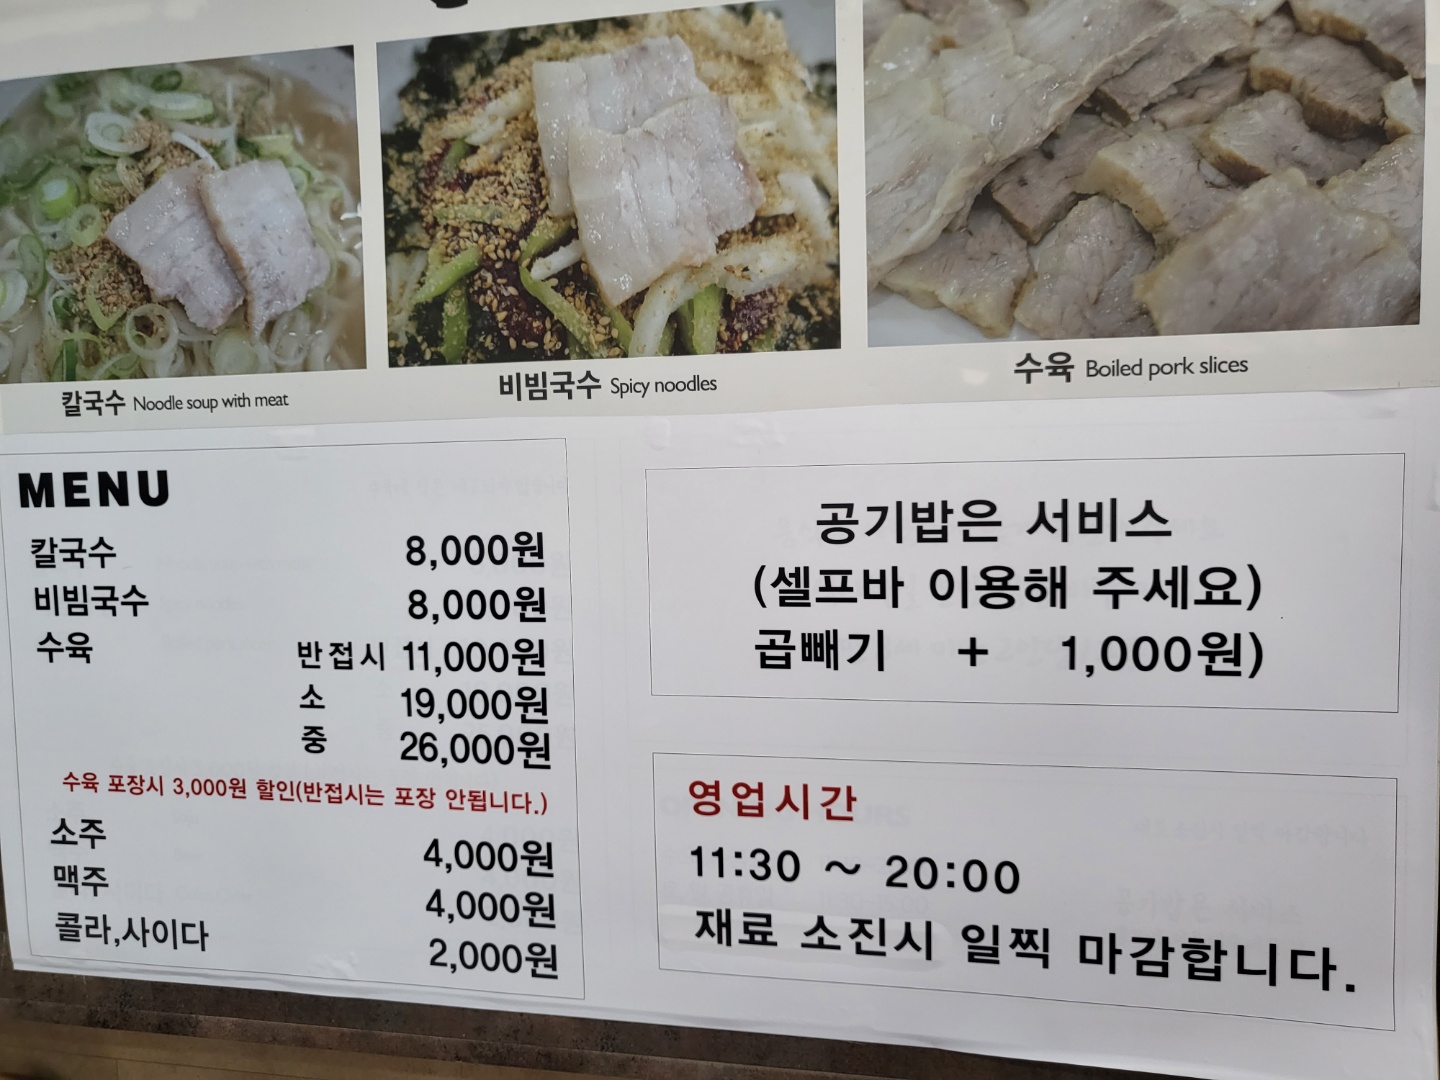 칼국수 Noodle soup with meat
비빔국수 Spicy noodles
수육 Boiled pork slices
MENU
칼국수 8,000원
비빔국수 8,000원
수육 반접시 11,000원
소 19,000원
중 26,000원
수육 포장시 3,000원 할인(반접시는 포장 안됩니다.)
소주 4,000원
맥주 4,000원
콜라,사이다 2,000원
공기밥은 서비스
(셀프바 이용해 주세요)
곱빼기 + 1,000원)
영업시간
11:30 ~ 20:00
재료 소진시 일찍 마감합니다.